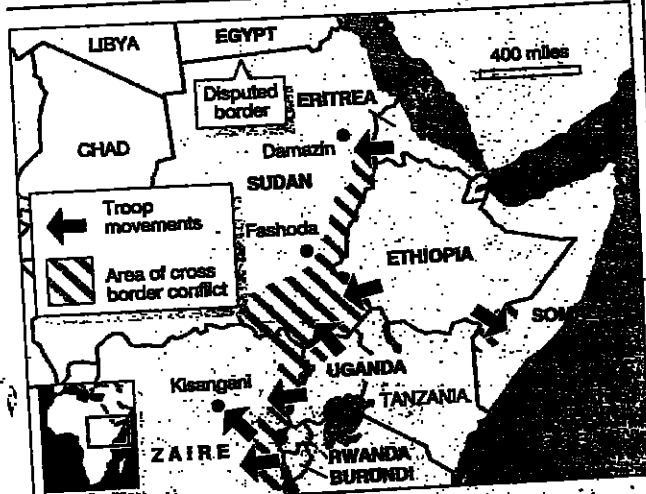 LIBYA
EGYPT
400 miles
Disputed
border
ERITREA
CHAD
Damazin
SUDAN
Troop
movements
Fashoda
ETHIOPIA
Area of cross
border conflict
SOM
UGANDA
Kisangani
TANZANIA
ZAIRE
RWANDA
BURUNDI